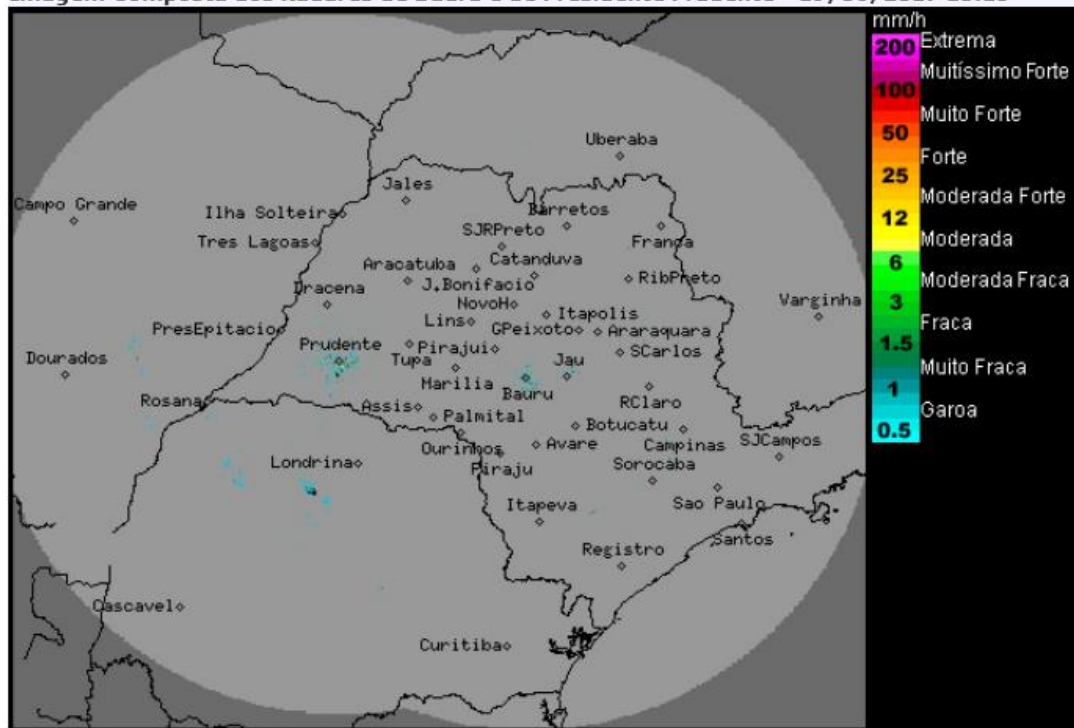 mm/h
200 Extrema
Muitíssimo Forte
100
Muito Forte
50
Forte
25
Moderada Forte
12
Moderada
6
Moderada Fraca
3
Fraca
1.5
Muito Fraca
1
Garoa
0.5
Uberaba
Jales
Campo Grande
Ilha Solteira
Barretos
Tres Lagoas
SJRPreto
Franca
Aracatuba
Catanduva
J.Bonifacio
RibPreto
Dracena
NovoH
Varginha
Itapolis
PresEpitacio
Lins
GPeixoto
Araraquara
Prudente
Dourados
Tupa
Pirajui
Jau
SCarlos
Marilia
Bauru
Rosana
Assis
RClaro
Palmital
Botucatu
Ourinhos
Avare
Campinas
SJCampos
Londrina
Piraju
Sorocaba
Itapeva
Sao Paulo
Santos
Registro
Cascavel
Curitiba